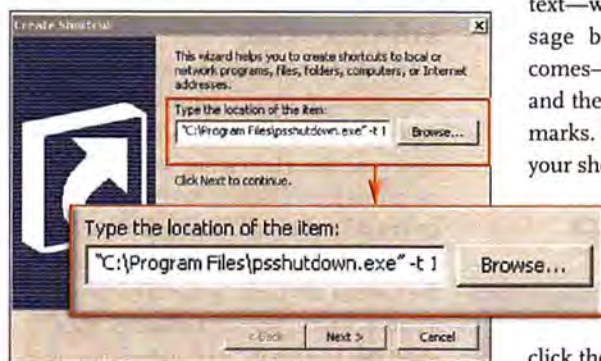 Create Shortcut
This wizard helps you to create shortcuts to local or
network programs, files, folders, computers, or Internet
addresses.
Type the location of the item:
"C:\Program Files\psshutdown.exe" -t 1 Browse...
Click Next to continue.
Type the location of the item:
"C:\Program Files\psshutdown.exe" -t 1 Browse...
< Back Next > Cancel
text—w
sage b
comes—
and the
marks.
your sh
click the